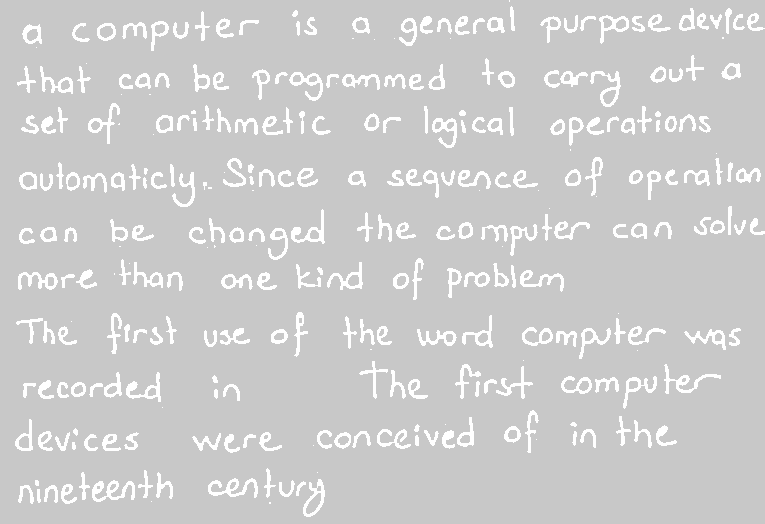 a computer is a general purpose device
that can be programmed to carry out a
set of arithmetic or logical operations
automaticly. Since a sequence of operation
can be changed the computer can solve
more than one kind of problem
The first use of the word computer was
recorded in The first computer
devices were conceived of in the
nineteenth century